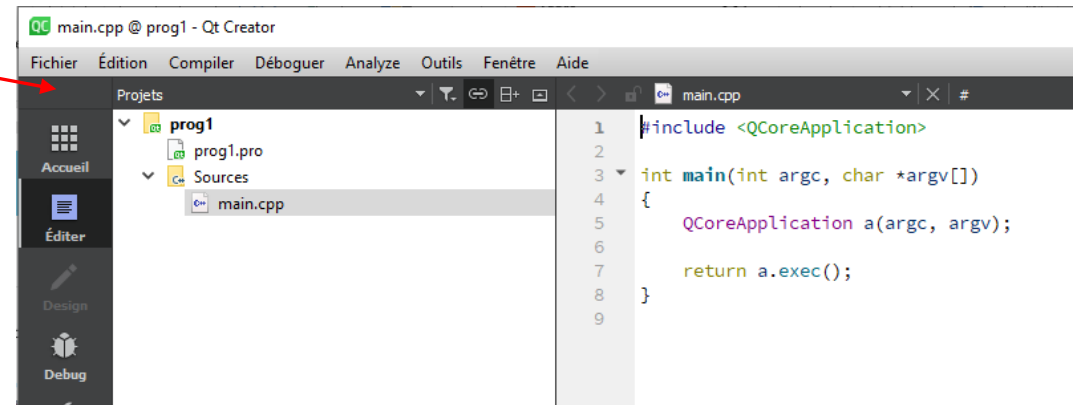 QC main.cpp @ prog1 - Qt Creator
Fichier Édition Compiler Déboguer Analyze Outils Fenêtre Aide
Projets main.cpp #
Accueil
Éditer
Design
Debug
prog1
prog1.pro
Sources
main.cpp
1 #include <QCoreApplication>
2
3 int main(int argc, char *argv[])
4 {
5 QCoreApplication a(argc, argv);
6
7 return a.exec();
8 }
9